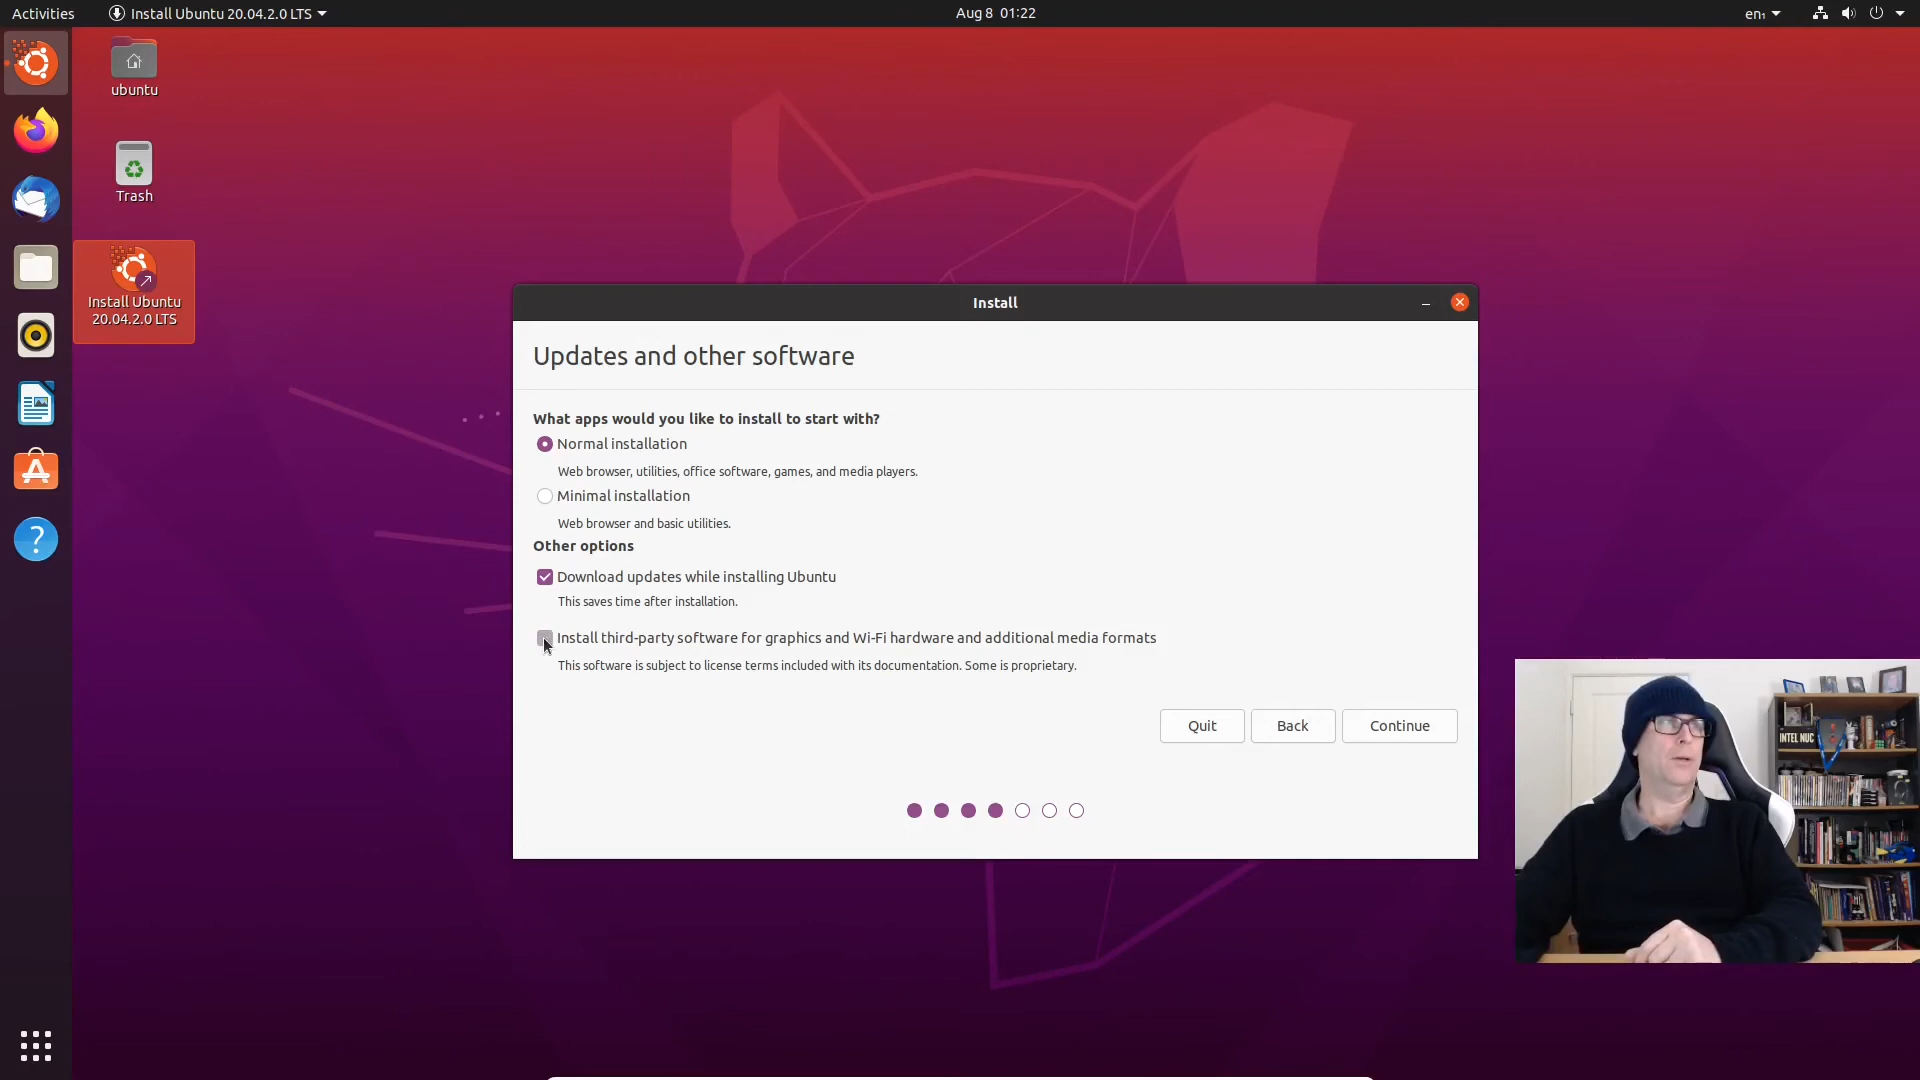 Activities
Install Ubuntu 20.04.2.0 LTS
Aug 8 01:22
en₁
ubuntu
Trash
Install Ubuntu
20.04.2.0 LTS
Install
Updates and other software
What apps would you like to install to start with?
Normal installation
Web browser, utilities, office software, games, and media players.
Minimal installation
Web browser and basic utilities.
Other options
Download updates while installing Ubuntu
This saves time after installation.
Install third-party software for graphics and Wi-Fi hardware and additional media formats
This software is subject to license terms included with its documentation. Some is proprietary.
Quit
Back
Continue
INTEL NUC